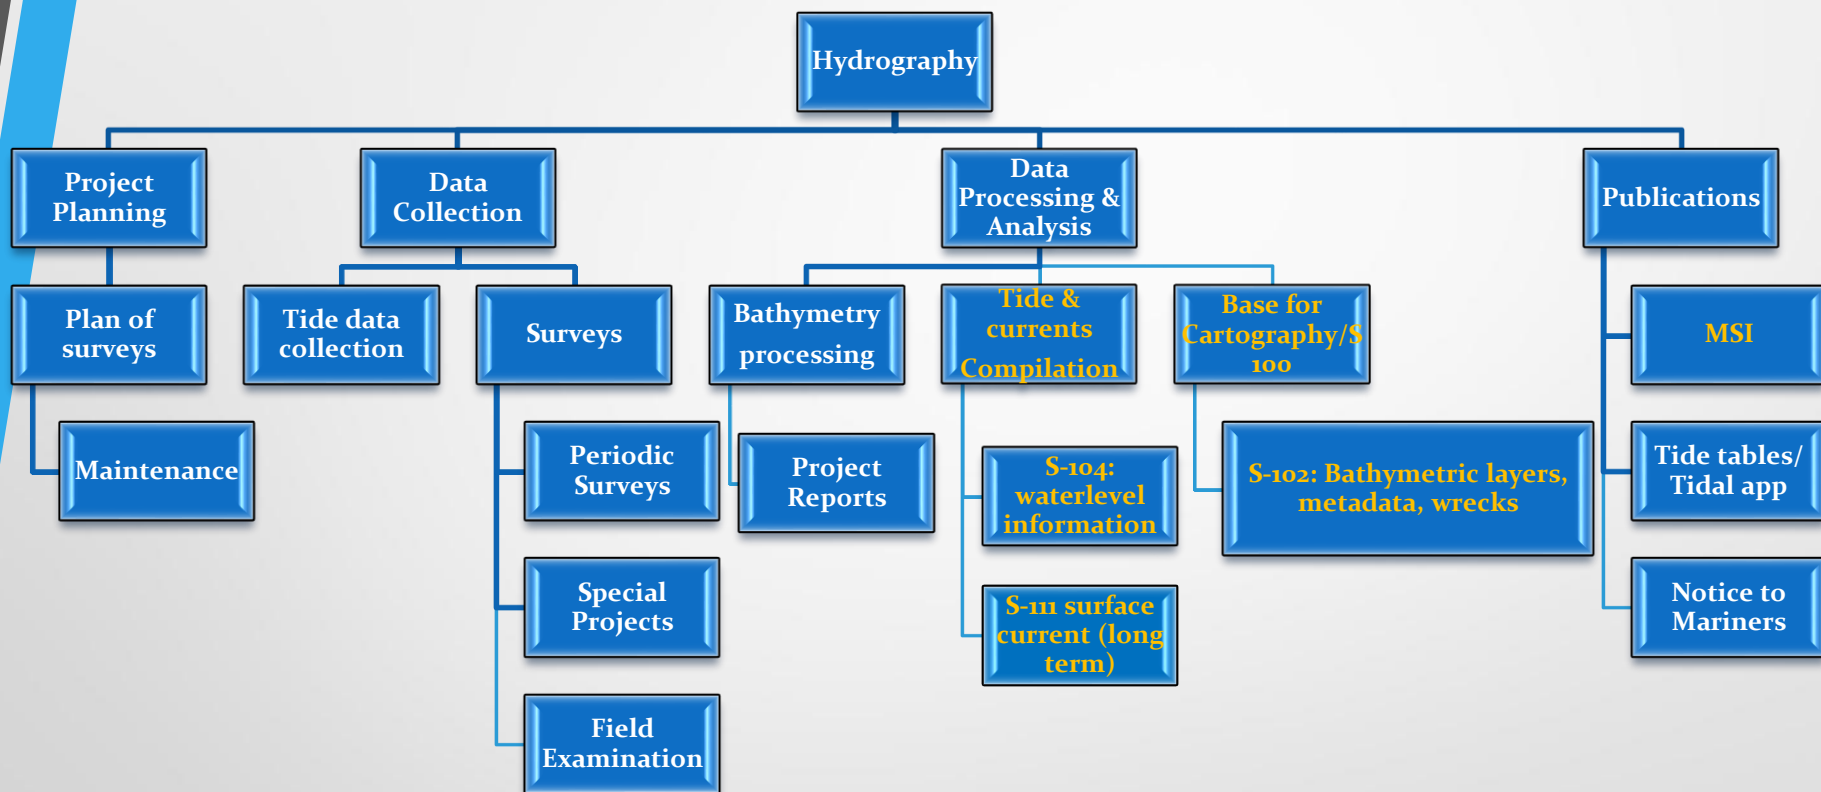 Hydrography
Project
Planning
Data
Collection
Data
Processing &
Analysis
Publications
Plan of
surveys
Tide data
collection
Surveys
Bathymetry
processing
Tide &
currents
Compilation
Base for
Cartography/S
100
MSI
Maintenance
Periodic
Surveys
Project
Reports
S-104:
waterlevel
information
S-102: Bathymetric layers,
metadata, wrecks
Tide tables/
Tidal app
Special
Projects
S-111 surface
current (long
term)
Notice to
Mariners
Field
Examination